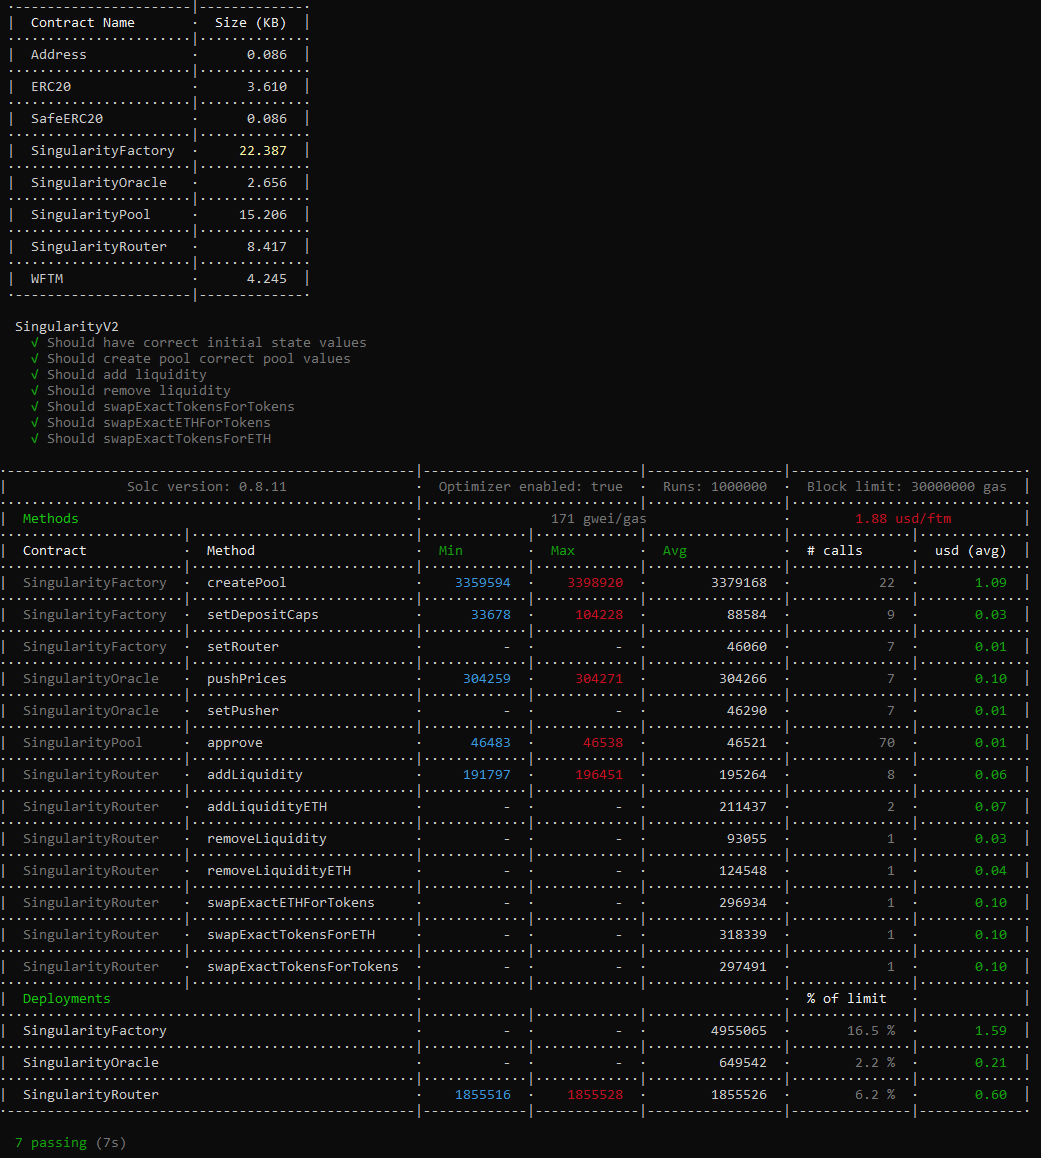 Contract Name · Size (KB)
Address · 0.086
ERC20 · 3.610
SafeERC20 · 0.086
SingularityFactory · 22.387
SingularityOracle · 2.656
SingularityPool · 15.206
SingularityRouter · 8.417
WFTM · 4.245
SingularityV2
√ Should have correct initial state values
√ Should create pool correct pool values
√ Should add liquidity
√ Should remove liquidity
√ Should swapExactTokensForTokens
√ Should swapExactETHForTokens
√ Should swapExactTokensForETH
Solc version: 0.8.11 · Optimizer enabled: true · Runs: 1000000 · Block limit: 30000000 gas
Methods · 171 gwei/gas · 1.88 usd/ftm
Contract · Method · Min · Max · Avg · # calls · usd (avg)
SingularityFactory · createPool · 3359594 · 3398920 · 3379168 · 22 · 1.09
SingularityFactory · setDepositCaps · 33678 · 104228 · 88584 · 9 · 0.03
SingularityFactory · setRouter · - · - · 46060 · 7 · 0.01
SingularityOracle · pushPrices · 304259 · 304271 · 304266 · 7 · 0.10
SingularityOracle · setPusher · - · - · 46290 · 7 · 0.01
SingularityPool · approve · 46483 · 46538 · 46521 · 70 · 0.01
SingularityRouter · addLiquidity · 191797 · 196451 · 195264 · 8 · 0.06
SingularityRouter · addLiquidityETH · - · - · 211437 · 2 · 0.07
SingularityRouter · removeLiquidity · - · - · 93055 · 1 · 0.03
SingularityRouter · removeLiquidityETH · - · - · 124548 · 1 · 0.04
SingularityRouter · swapExactETHForTokens · - · - · 296934 · 1 · 0.10
SingularityRouter · swapExactTokensForETH · - · - · 318339 · 1 · 0.10
SingularityRouter · swapExactTokensForTokens · - · - · 297491 · 1 · 0.10
Deployments · · % of limit ·
SingularityFactory · - · - · 4955065 · 16.5 % · 1.59
SingularityOracle · - · - · 649542 · 2.2 % · 0.21
SingularityRouter · 1855516 · 1855528 · 1855526 · 6.2 % · 0.60
7 passing (7s)